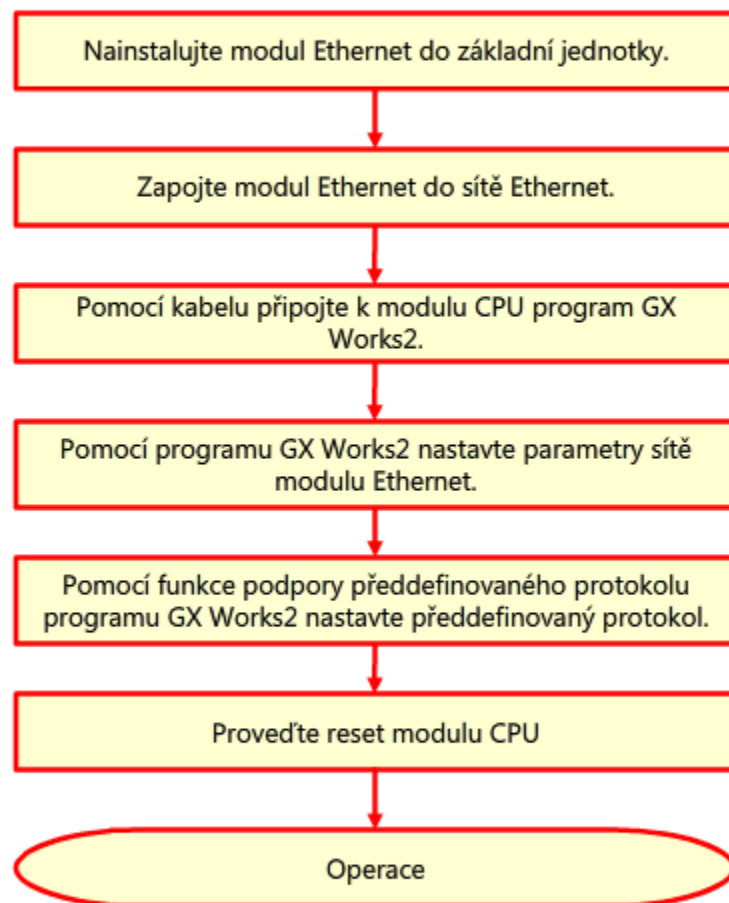 Nainstalujte modul Ethernet do základní jednotky.
Zapojte modul Ethernet do sítě Ethernet.
Pomocí kabelu připojte k modulu CPU program GX
Works2.
Pomocí programu GX Works2 nastavte parametry sítě
modulu Ethernet.
Pomocí funkce podpory předdefinovaného protokolu
programu GX Works2 nastavte předdefinovaný protokol.
Proveďte reset modulu CPU
Operace